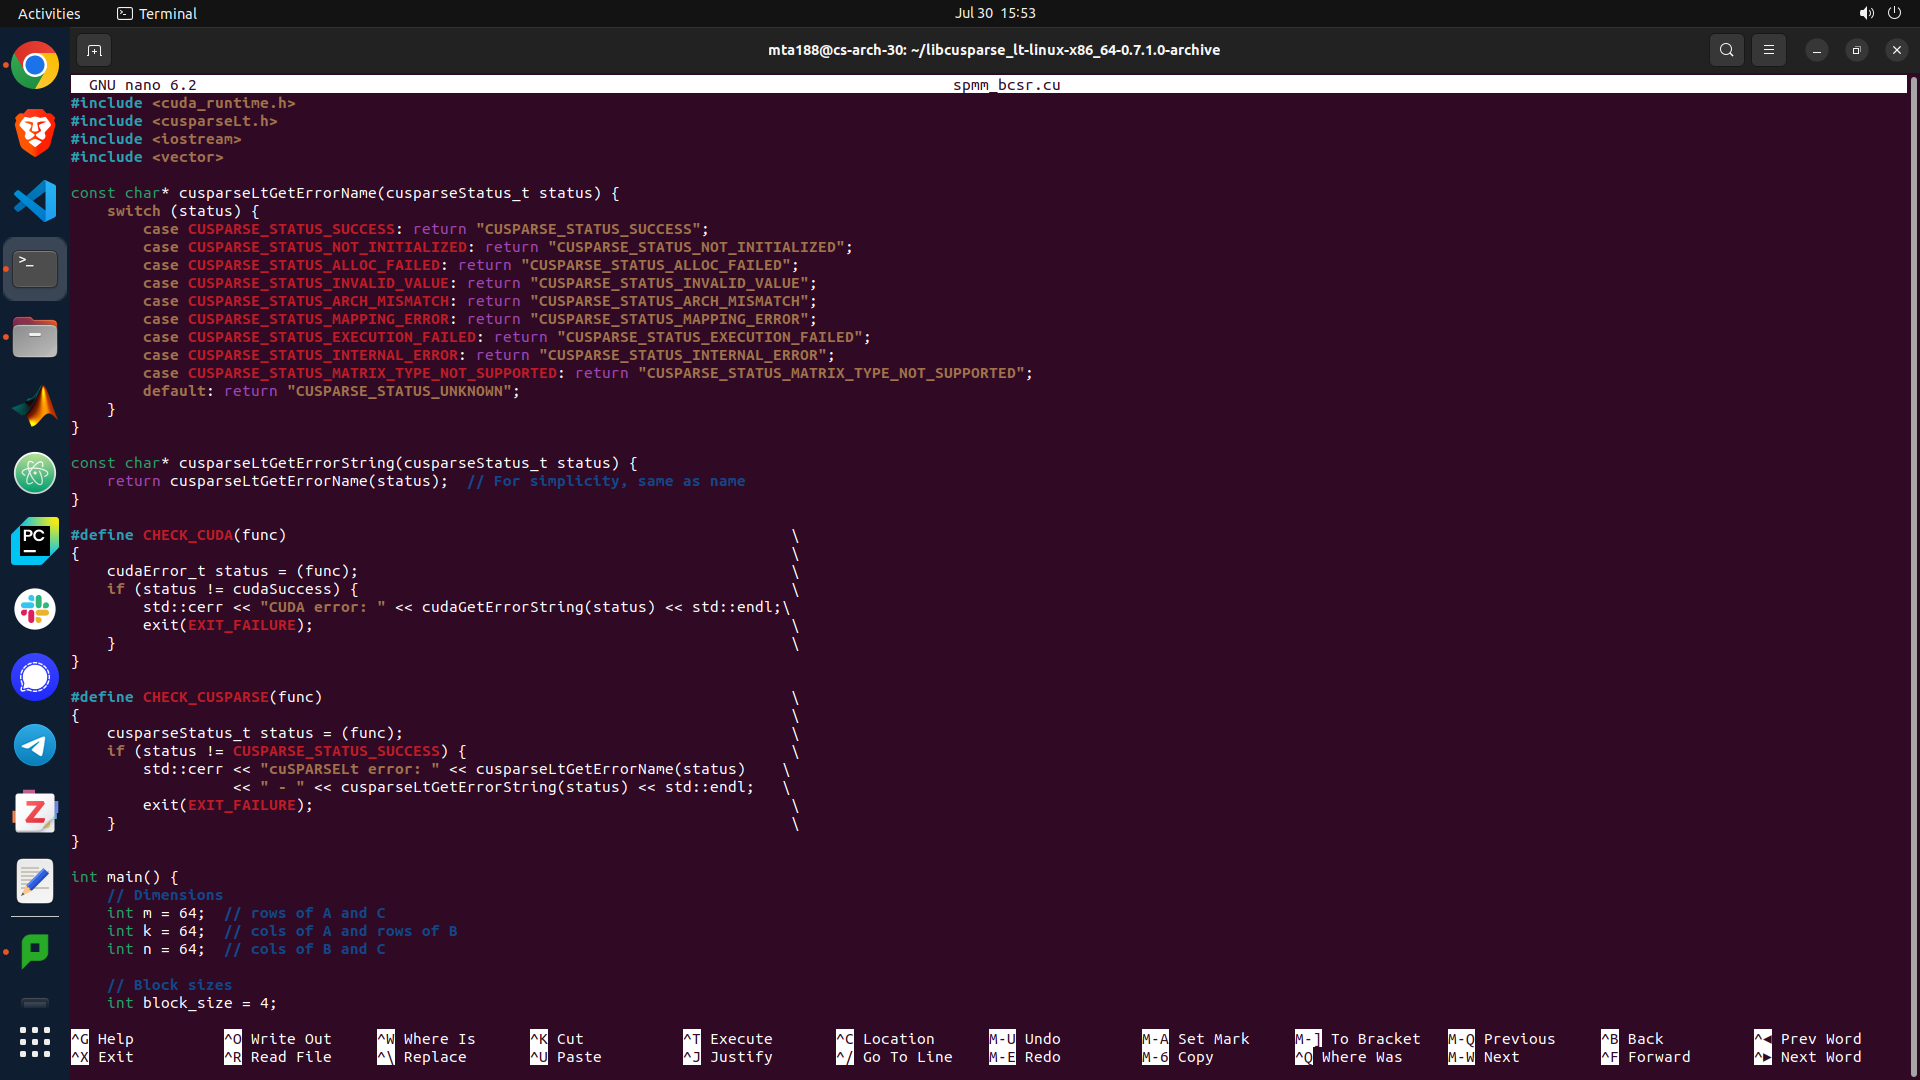 Activities Terminal Jul 30 15:53
mta188@cs-arch-30: ~/libcusparse_lt-linux-x86_64-0.7.1.0-archive
GNU nano 6.2 spmm_bcsr.cu
#include <cuda_runtime.h>
#include <cusparseLt.h>
#include <iostream>
#include <vector>
const char* cusparseLtGetErrorName(cusparseStatus_t status) {
    switch (status) {
        case CUSPARSE_STATUS_SUCCESS: return "CUSPARSE_STATUS_SUCCESS";
        case CUSPARSE_STATUS_NOT_INITIALIZED: return "CUSPARSE_STATUS_NOT_INITIALIZED";
        case CUSPARSE_STATUS_ALLOC_FAILED: return "CUSPARSE_STATUS_ALLOC_FAILED";
        case CUSPARSE_STATUS_INVALID_VALUE: return "CUSPARSE_STATUS_INVALID_VALUE";
        case CUSPARSE_STATUS_ARCH_MISMATCH: return "CUSPARSE_STATUS_ARCH_MISMATCH";
        case CUSPARSE_STATUS_MAPPING_ERROR: return "CUSPARSE_STATUS_MAPPING_ERROR";
        case CUSPARSE_STATUS_EXECUTION_FAILED: return "CUSPARSE_STATUS_EXECUTION_FAILED";
        case CUSPARSE_STATUS_INTERNAL_ERROR: return "CUSPARSE_STATUS_INTERNAL_ERROR";
        case CUSPARSE_STATUS_MATRIX_TYPE_NOT_SUPPORTED: return "CUSPARSE_STATUS_MATRIX_TYPE_NOT_SUPPORTED";
        default: return "CUSPARSE_STATUS_UNKNOWN";
    }
}
const char* cusparseLtGetErrorString(cusparseStatus_t status) {
    return cusparseLtGetErrorName(status);  // For simplicity, same as name
}
#define CHECK_CUDA(func) \
{ \
    cudaError_t status = (func); \
    if (status != cudaSuccess) { \
        std::cerr << "CUDA error: " << cudaGetErrorString(status) << std::endl;\
        exit(EXIT_FAILURE); \
    } \
}
#define CHECK_CUSPARSE(func) \
{ \
    cusparseStatus_t status = (func); \
    if (status != CUSPARSE_STATUS_SUCCESS) { \
        std::cerr << "cuSPARSELt error: " << cusparseLtGetErrorName(status) \
                  << " - " << cusparseLtGetErrorString(status) << std::endl; \
        exit(EXIT_FAILURE); \
    } \
}
int main() {
    // Dimensions
    int m = 64;  // rows of A and C
    int k = 64;  // cols of A and rows of B
    int n = 64;  // cols of B and C
    // Block sizes
    int block_size = 4;
^G Help ^O Write Out ^W Where Is ^K Cut ^T Execute ^C Location M-U Undo M-A Set Mark M-] To Bracket M-Q Previous ^B Back ^◄ Prev Word
^X Exit ^R Read File ^\ Replace ^U Paste ^J Justify ^/ Go To Line M-E Redo M-6 Copy ^Q Where Was M-W Next ^F Forward ^► Next Word
>_
PC
Z